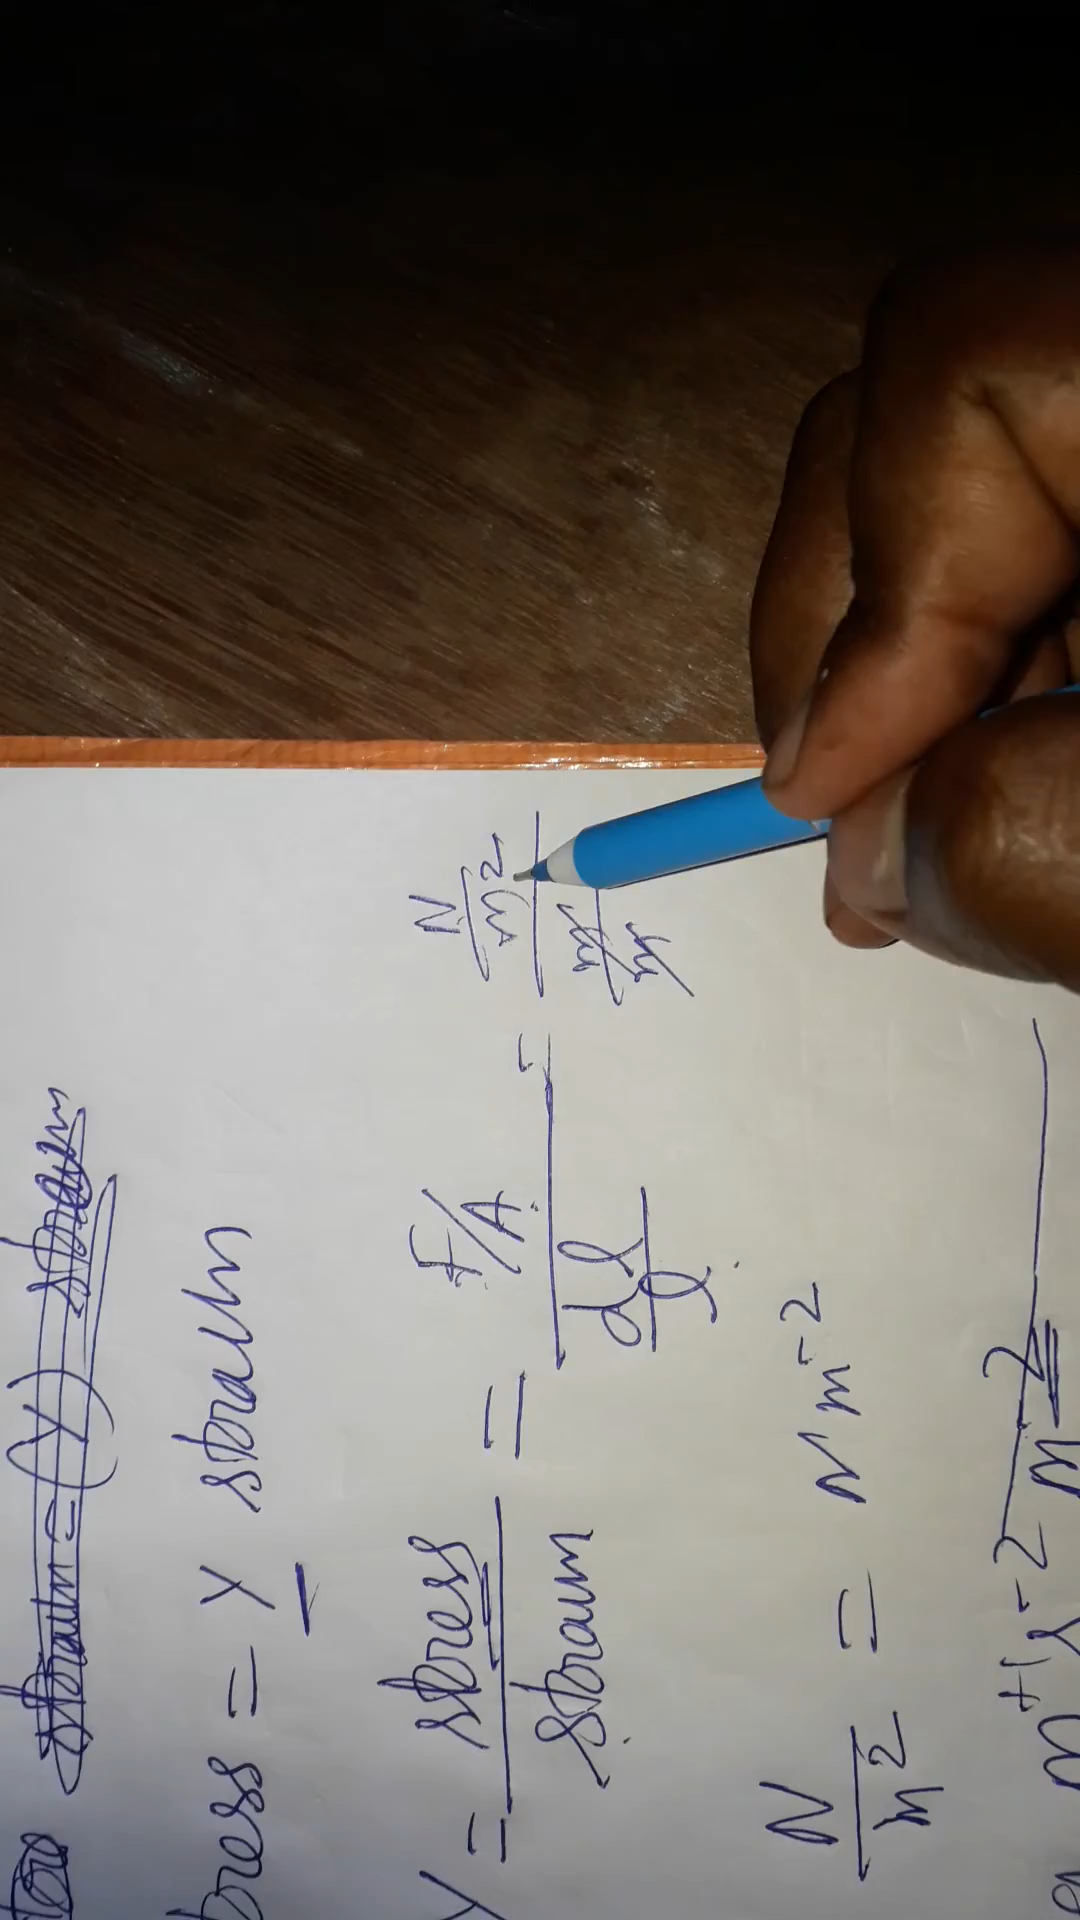 stress = Y strain
Y = stress / strain = F/A / dl/l = N/m² / m/m
N/m² = N m⁻²
m⁺¹ s⁻² m⁻²